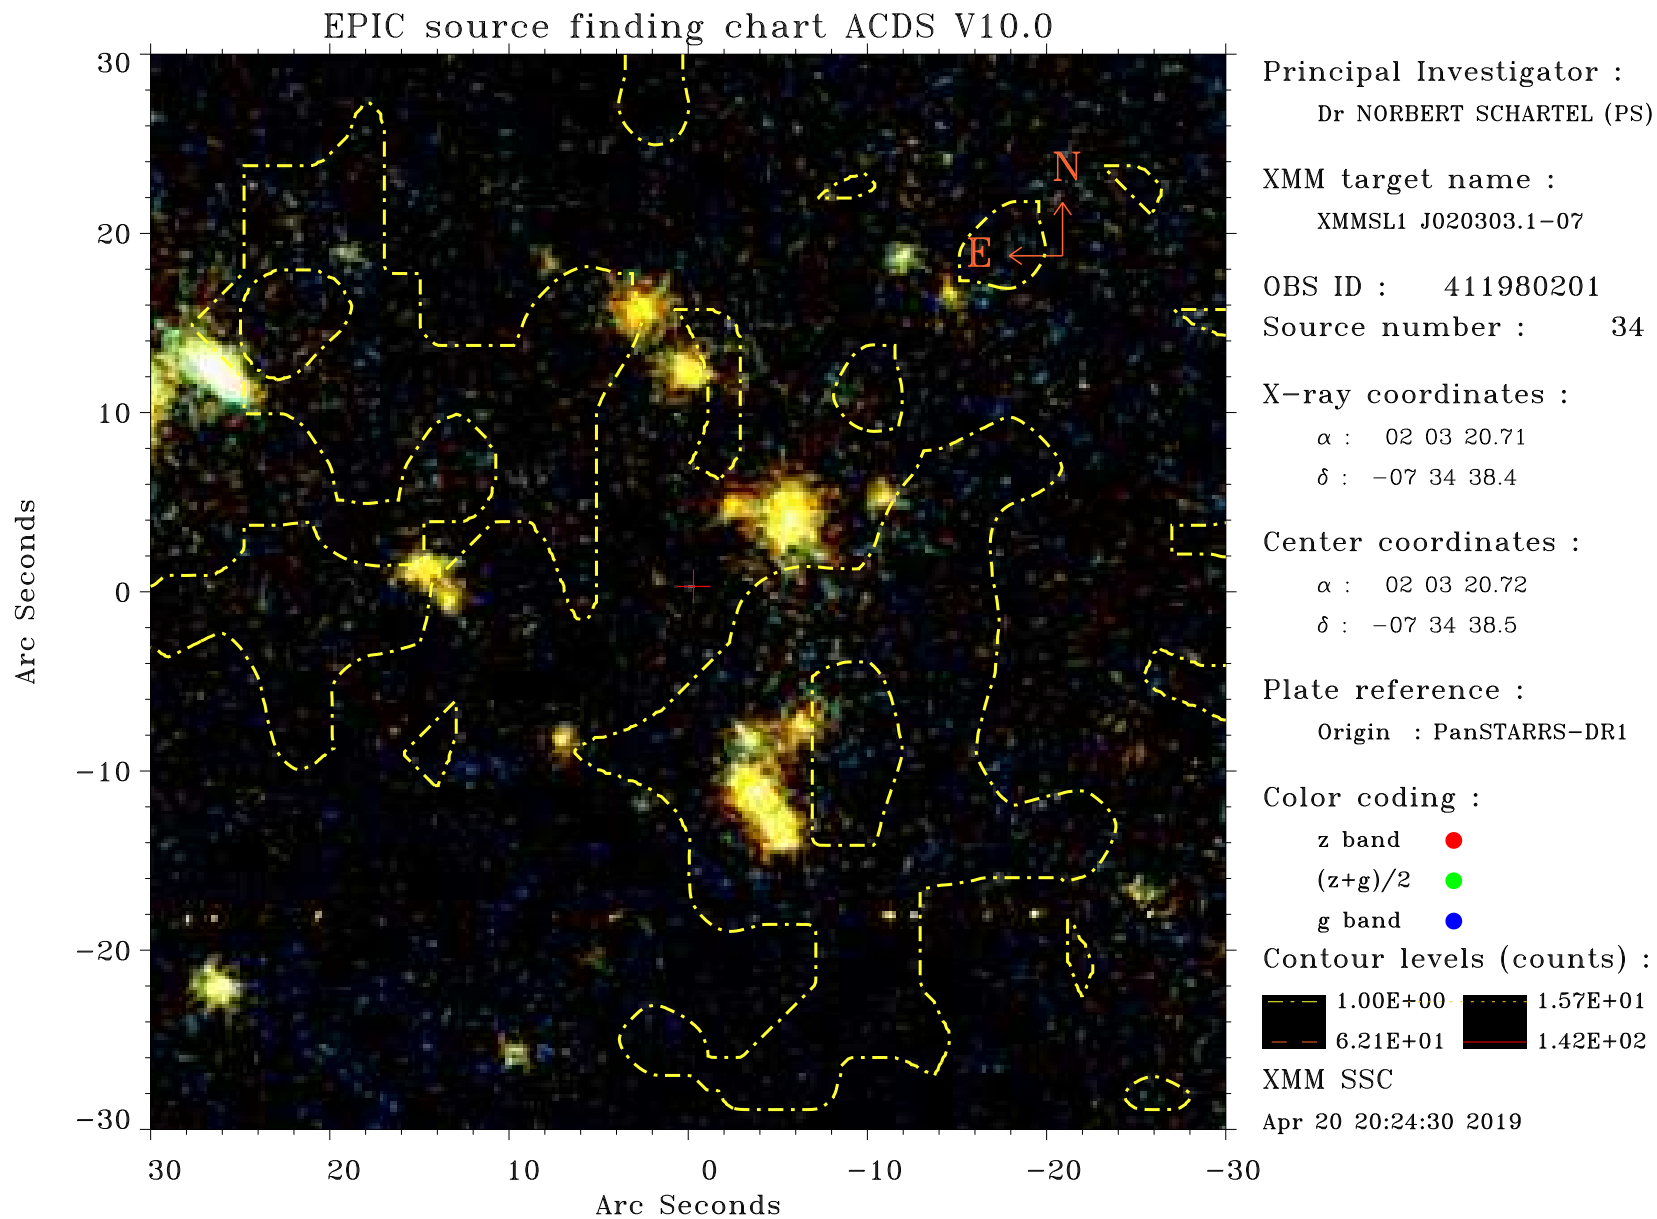 EPIC source finding chart ACDS V10.0
30
20
10
0
−10
−20
−30
Arc Seconds
30
20
10
0
−10
−20
−30
Arc Seconds
N
E
Principal Investigator :
Dr NORBERT SCHARTEL (PS)
XMM target name :
XMMSL1 J020303.1−07
OBS ID : 411980201
Source number : 34
X−ray coordinates :
α : 02 03 20.71
δ : −07 34 38.4
Center coordinates :
α : 02 03 20.72
δ : −07 34 38.5
Plate reference :
Origin : PanSTARRS−DR1
Color coding :
z band
(z+g)/2
g band
Contour levels (counts) :
1.00E+00 1.57E+01
6.21E+01 1.42E+02
XMM SSC
Apr 20 20:24:30 2019